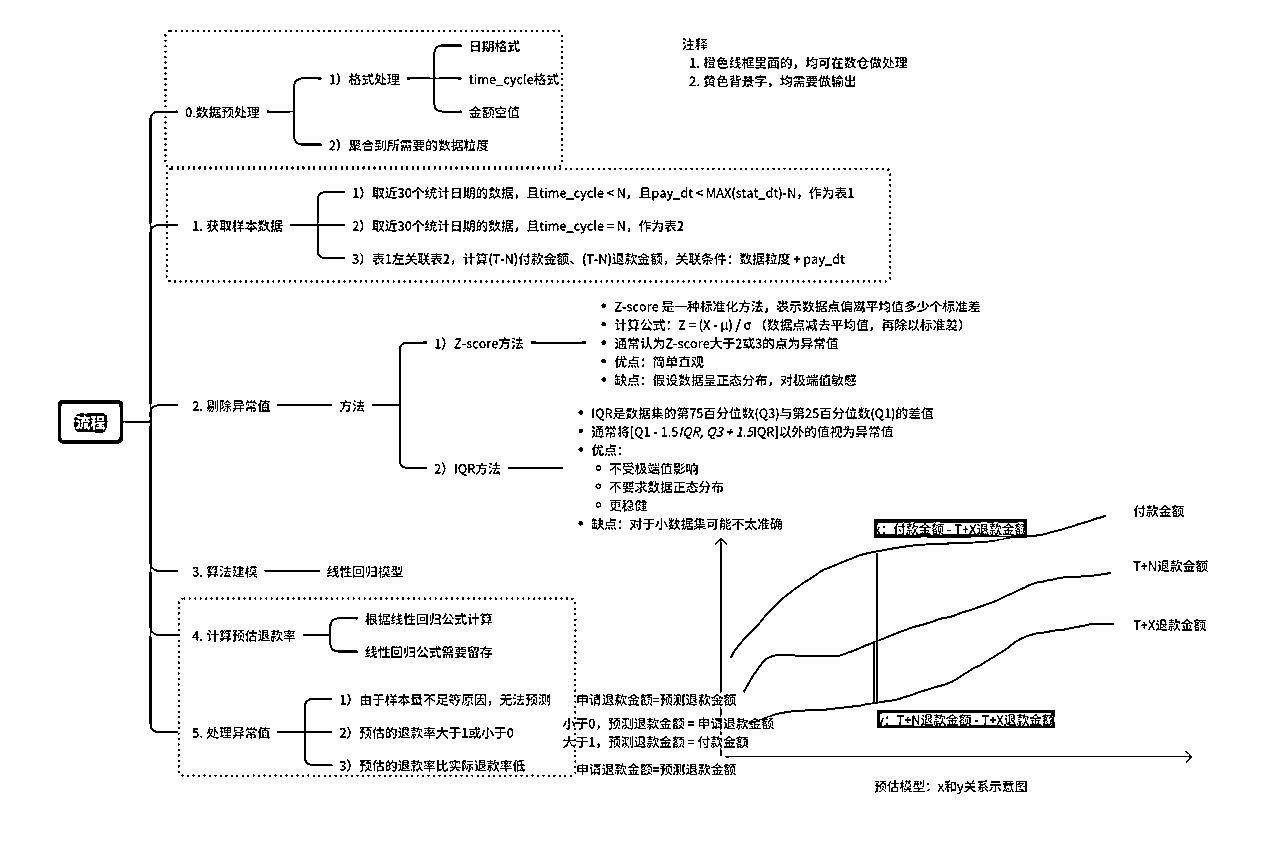 注释
1. 橙色线框里面的，均可在数仓做处理
2. 黄色背景字，均需要做输出
流程
0.数据预处理
1）格式处理
日期格式
time_cycle格式
金额空值
2）聚合到所需要的数据粒度
1. 获取样本数据
1）取近30个统计日期的数据，且time_cycle < N，且pay_dt < MAX(stat_dt)-N，作为表1
2）取近30个统计日期的数据，且time_cycle = N，作为表2
3）表1左关联表2，计算(T-N)付款金额、(T-N)退款金额，关联条件：数据粒度 + pay_dt
2. 剔除异常值
方法
1）Z-score方法
• Z-score 是一种标准化方法，表示数据点偏离平均值多少个标准差
• 计算公式：Z = (X - μ) / σ （数据点减去平均值，再除以标准差）
• 通常认为Z-score大于2或3的点为异常值
• 优点：简单直观
• 缺点：假设数据呈正态分布，对极端值敏感
2）IQR方法
• IQR是数据集的第75百分位数(Q3)与第25百分位数(Q1)的差值
• 通常将[Q1 - 1.5IQR, Q3 + 1.5IQR]以外的值视为异常值
• 优点：
◦ 不受极端值影响
◦ 不要求数据正态分布
◦ 更稳健
• 缺点：对于小数据集可能不太准确
3. 算法建模
线性回归模型
4. 计算预估退款率
根据线性回归公式计算
线性回归公式需要留存
5. 处理异常值
1）由于样本量不足等原因，无法预测
申请退款金额=预测退款金额
2）预估的退款率大于1或小于0
小于0，预测退款金额 = 申请退款金额
大于1，预测退款金额 = 付款金额
3）预估的退款率比实际退款率低
申请退款金额=预测退款金额
付款金额
x：付款金额 - T+X退款金额
T+N退款金额
T+X退款金额
y：T+N退款金额 - T+X退款金额
预估模型：x和y关系示意图